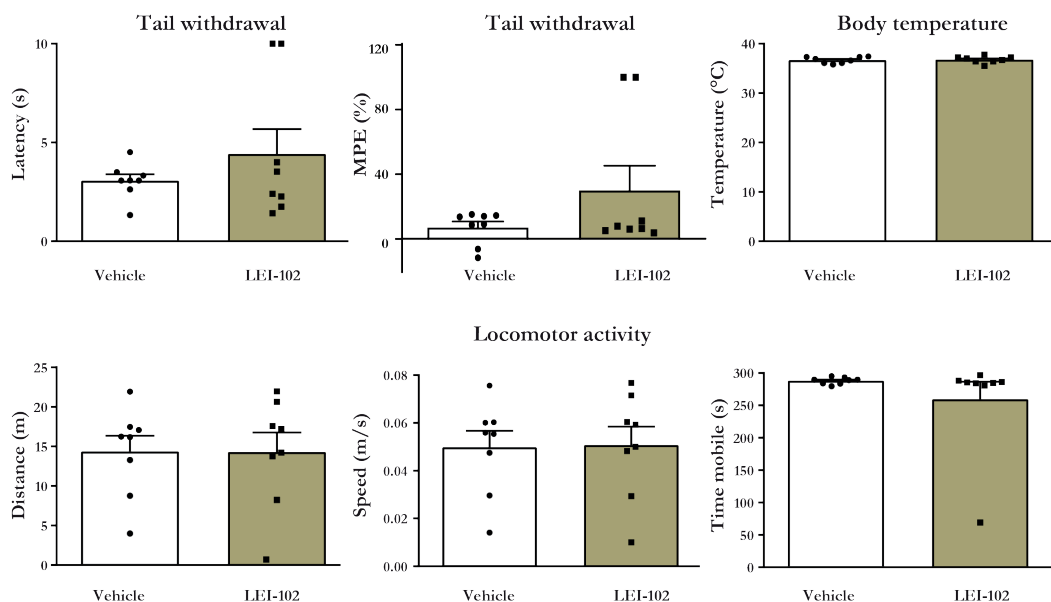 Tail withdrawal
Latency (s)
10
5
0
Vehicle
LEI-102
Tail withdrawal
MPE (%)
120
80
40
0
Vehicle
LEI-102
Body temperature
Temperature (°C)
40
30
20
10
0
Vehicle
LEI-102
Locomotor activity
Distance (m)
25
20
15
10
5
0
Vehicle
LEI-102
Speed (m/s)
0.08
0.06
0.04
0.02
0.00
Vehicle
LEI-102
Time mobile (s)
300
250
200
150
100
50
0
Vehicle
LEI-102